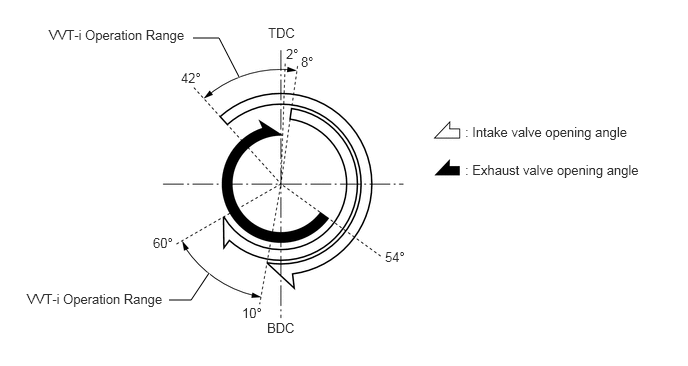 TDC
VVT-i Operation Range
2°
8°
42°
: Intake valve opening angle
: Exhaust valve opening angle
60°
54°
VVT-i Operation Range
10°
BDC